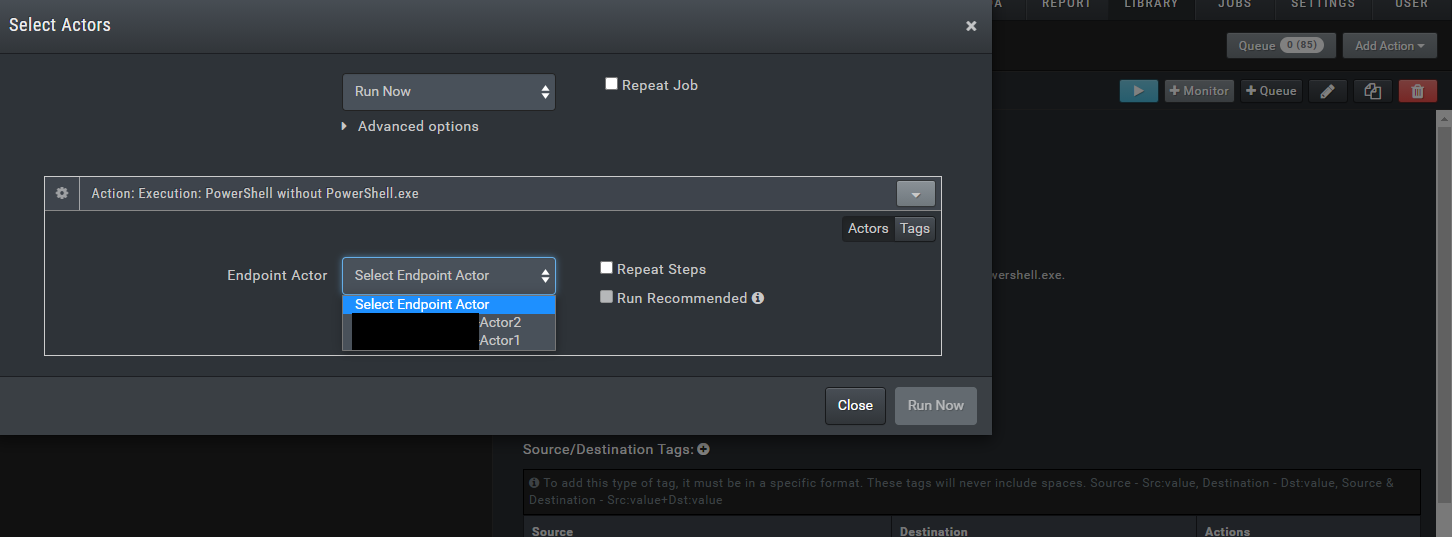 Select Actors
×
A REPORT LIBRARY JOBS SETTINGS USER
Queue 0 (85) Add Action
Run Now
Repeat Job
Monitor
Queue
Advanced options
Action: Execution: PowerShell without PowerShell.exe
Actors Tags
Endpoint Actor
Select Endpoint Actor
Repeat Steps
wershell.exe.
Select Endpoint Actor
Run Recommended
Actor2
Actor1
Close Run Now
Source/Destination Tags:
To add this type of tag, it must be in a specific format. These tags will never include spaces. Source - Src:value, Destination - Dst:value, Source &
Destination - Src:value+Dst:value
Source Destination Actions